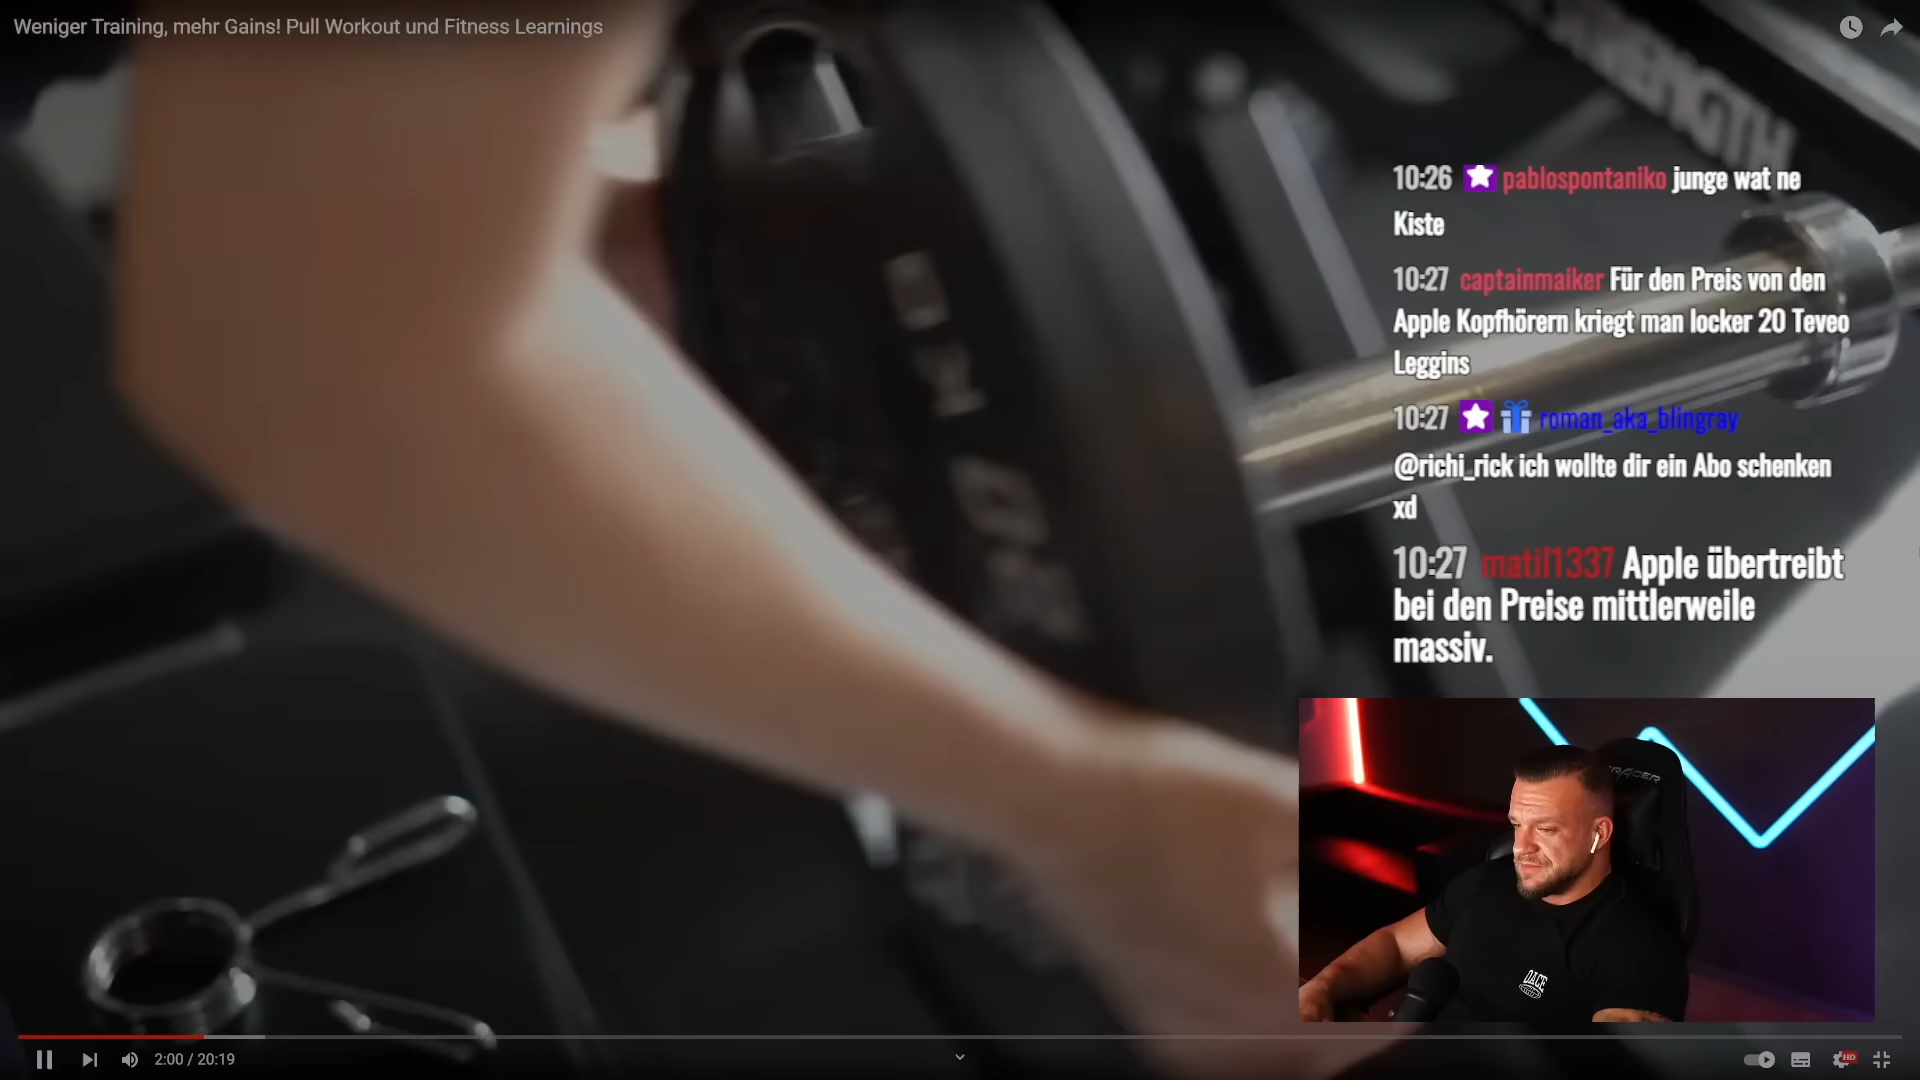 Weniger Training, mehr Gains! Pull Workout und Fitness Learnings
STRENGTH
10:26 pablospontaniko junge wat ne
Kiste
10:27 captainmaiker Für den Preis von den
Apple Kopfhörern kriegt man locker 20 Teveo
Leggins
10:27 roman_aka_blingray
@richi_rick ich wollte dir ein Abo schenken
xd
10:27 matil1337 Apple übertreibt
bei den Preise mittlerweile
massiv.
2:00 / 20:19
HD